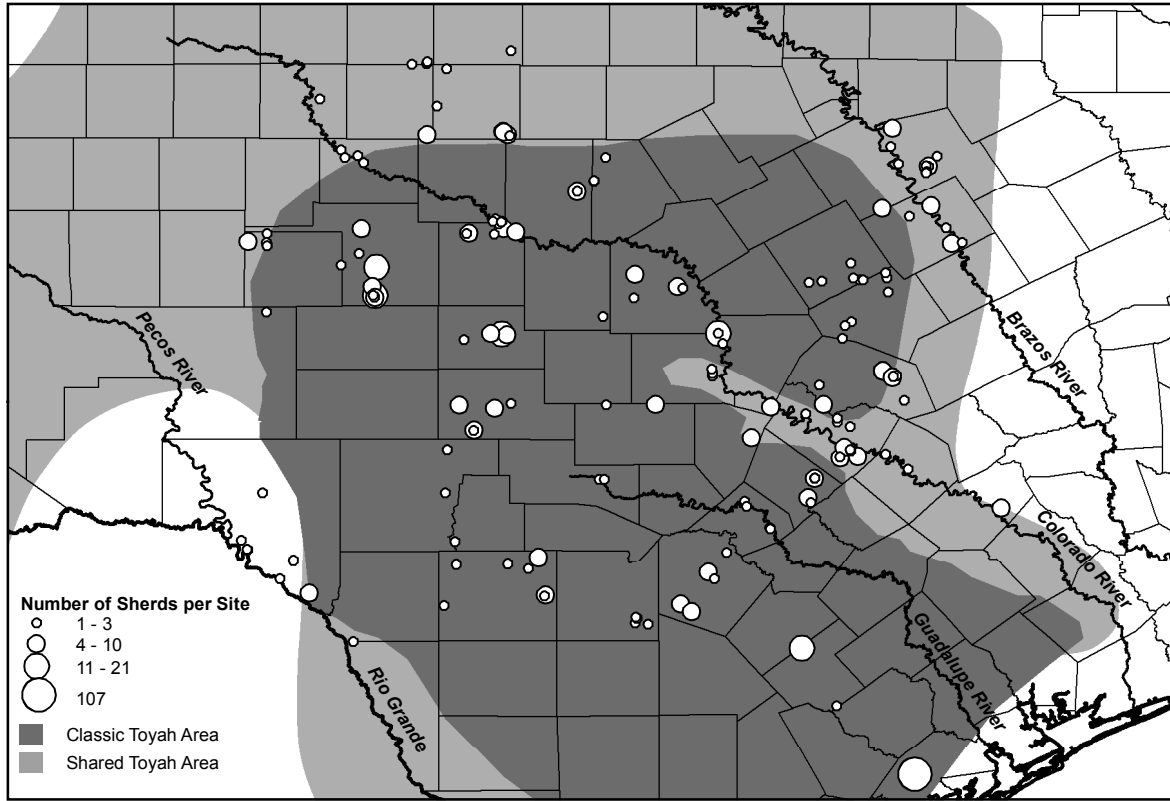 Pecos River
Brazos River
Colorado River
Guadalupe River
Rio Grande
Number of Sherds per Site
1 - 3
4 - 10
11 - 21
107
Classic Toyah Area
Shared Toyah Area